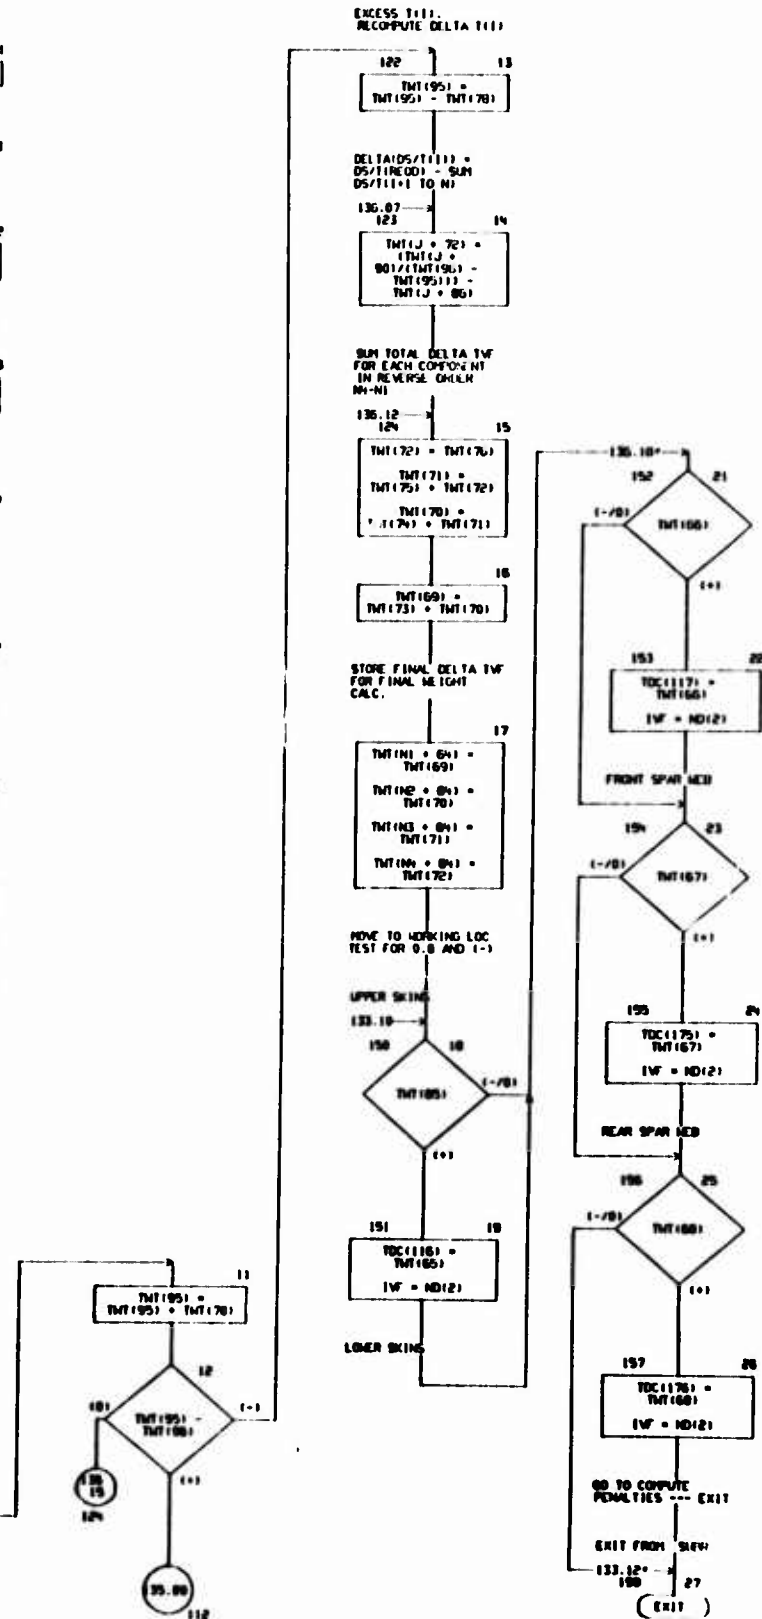 EXCESS T(I).
RECOMPUTE DELTA T(I)
122 13
TWT(95) =
TWT(95) - TWT(78)
DELTA(DS/T(I)) =
DS/T(REQD) - SUM
DS/T(I+1 TO N)
136.07
123 14
TWT(J + 72) =
(TWT(J +
80)/(TWT(96) -
TWT(95))) -
TWT(J + 86)
SUM TOTAL DELTA TVF
FOR EACH COMPONENT
IN REVERSE ORDER
N4-N1
136.12
124 15
TWT(72) = TWT(76)
TWT(71) =
TWT(75) + TWT(72)
TWT(70) =
(74) + TWT(71)
16
TWT(69) =
TWT(73) + TWT(70)
STORE FINAL DELTA TVF
FOR FINAL WEIGHT
CALC.
17
TWT(N1 + 64) =
TWT(69)
TWT(N2 + 64) =
TWT(70)
TWT(N3 + 64) =
TWT(71)
TWT(N4 + 64) =
TWT(72)
MOVE TO WORKING LOC
TEST FOR 0.0 AND (-)
UPPER SKINS
133.10
150 18
TWT(65)
(-/0)
(+)
151 19
TDC(116) =
TWT(65)
IVF = ND(2)
LOWER SKINS
11
TWT(95) =
TWT(95) + TWT(78)
12
(0)
TWT(95) -
TWT(96)
(-)
(+)
136
15
124
135.00
112
136.18*
152 21
(-/0)
TWT(66)
(+)
153 22
TDC(117) =
TWT(66)
IVF = ND(2)
FRONT SPAR WEB
154 23
(-/0)
TWT(67)
(+)
155 24
TDC(175) =
TWT(67)
IVF = ND(2)
REAR SPAR WEB
156 25
(-/0)
TWT(68)
(+)
157 26
TDC(176) =
TWT(68)
IVF = ND(2)
GO TO COMPUTE
PENALTIES --- EXIT
EXIT FROM
133.12*
190 27
EXIT